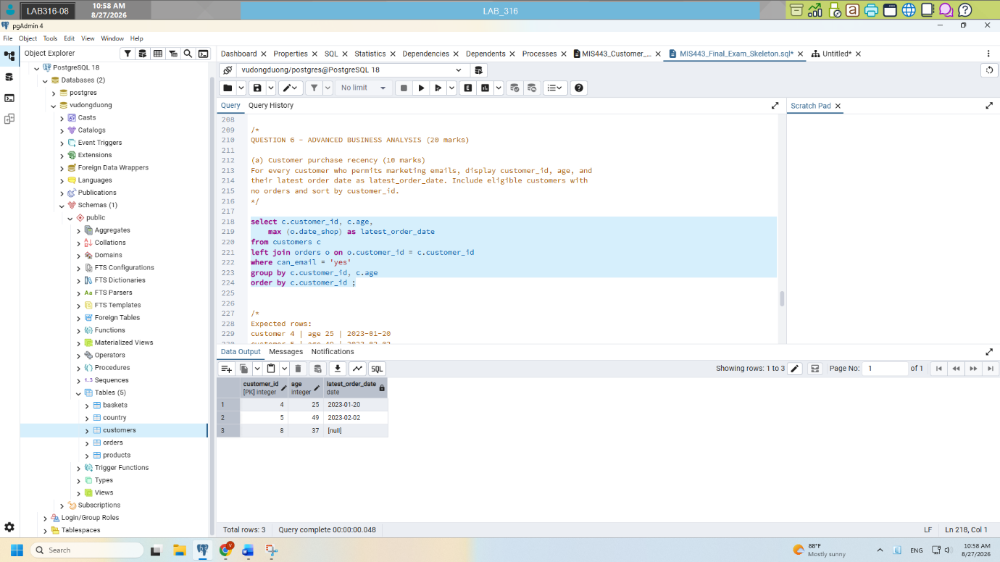 LAB316-08
10:58 AM
8/27/2026
LAB_316
pgAdmin 4
File Object Tools Edit View Window Help
Object Explorer
Dashboard Properties SQL Statistics Dependencies Dependents Processes MIS443_Customer_... MIS443_Final_Exam_Skeleton.sql* Untitled*
PostgreSQL 18
Databases (2)
postgres
vudongduong
Casts
Catalogs
Event Triggers
Extensions
Foreign Data Wrappers
Languages
Publications
Schemas (1)
public
Aggregates
Collations
Domains
FTS Configurations
FTS Dictionaries
FTS Parsers
FTS Templates
Foreign Tables
Functions
Materialized Views
Operators
Procedures
Sequences
Tables (5)
baskets
country
customers
orders
products
Trigger Functions
Types
Views
Subscriptions
Login/Group Roles
Tablespaces
vudongduong/postgres@PostgreSQL 18
No limit
Query Query History
Scratch Pad
208
209 /*
210 QUESTION 6 - ADVANCED BUSINESS ANALYSIS (20 marks)
211
212 (a) Customer purchase recency (10 marks)
213 For every customer who permits marketing emails, display customer_id, age, and
214 their latest order date as latest_order_date. Include eligible customers with
215 no orders and sort by customer_id.
216 */
217
218 select c.customer_id, c.age,
219 max (o.date_shop) as latest_order_date
220 from customers c
221 left join orders o on o.customer_id = c.customer_id
222 where can_email = 'yes'
223 group by c.customer_id, c.age
224 order by c.customer_id ;
225
226
227 /*
228 Expected rows:
229 customer 4 | age 25 | 2023-01-20
Data Output Messages Notifications
SQL
Showing rows: 1 to 3
Page No: 1 of 1
customer_id age latest_order_date
[PK] integer integer date
1 4 25 2023-01-20
2 5 49 2023-02-02
3 8 37 [null]
Total rows: 3 Query complete 00:00:00.048
LF Ln 218, Col 1
Search
88°F
Mostly sunny
ENG
10:58 AM
8/27/2026